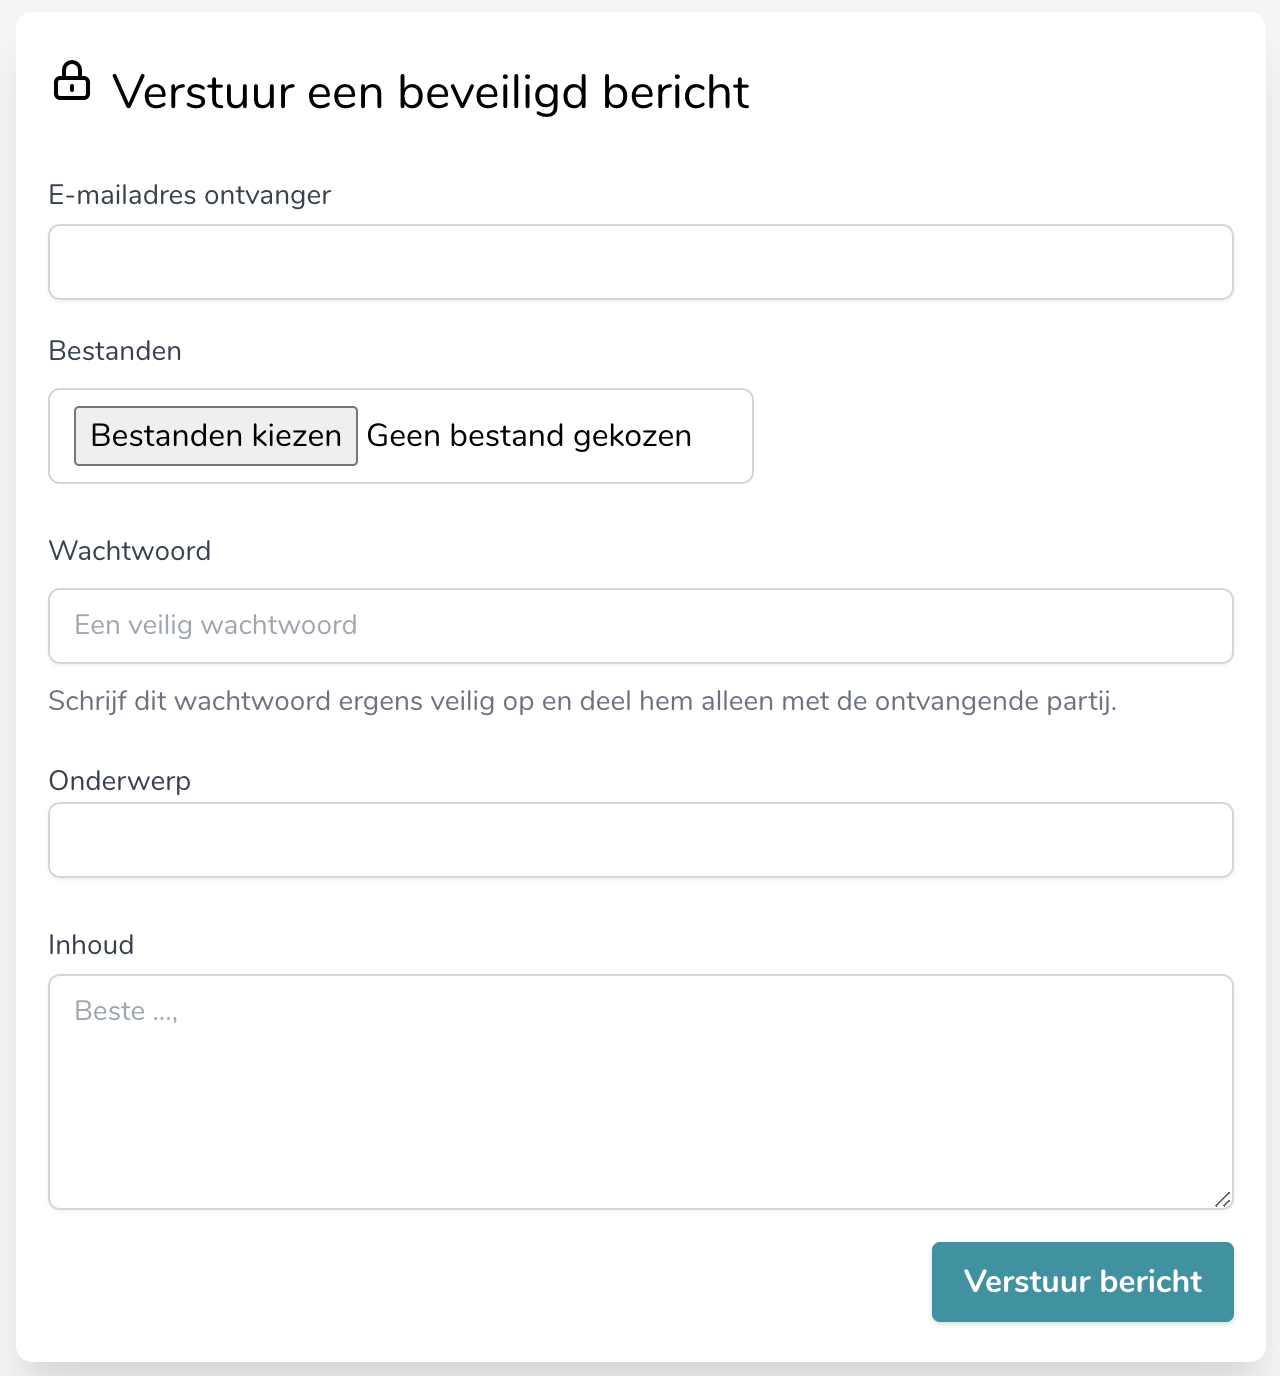 Verstuur een beveiligd bericht
E-mailadres ontvanger
Bestanden
Bestanden kiezen Geen bestand gekozen
Wachtwoord
Een veilig wachtwoord
Schrijf dit wachtwoord ergens veilig op en deel hem alleen met de ontvangende partij.
Onderwerp
Inhoud
Beste ...,
Verstuur bericht